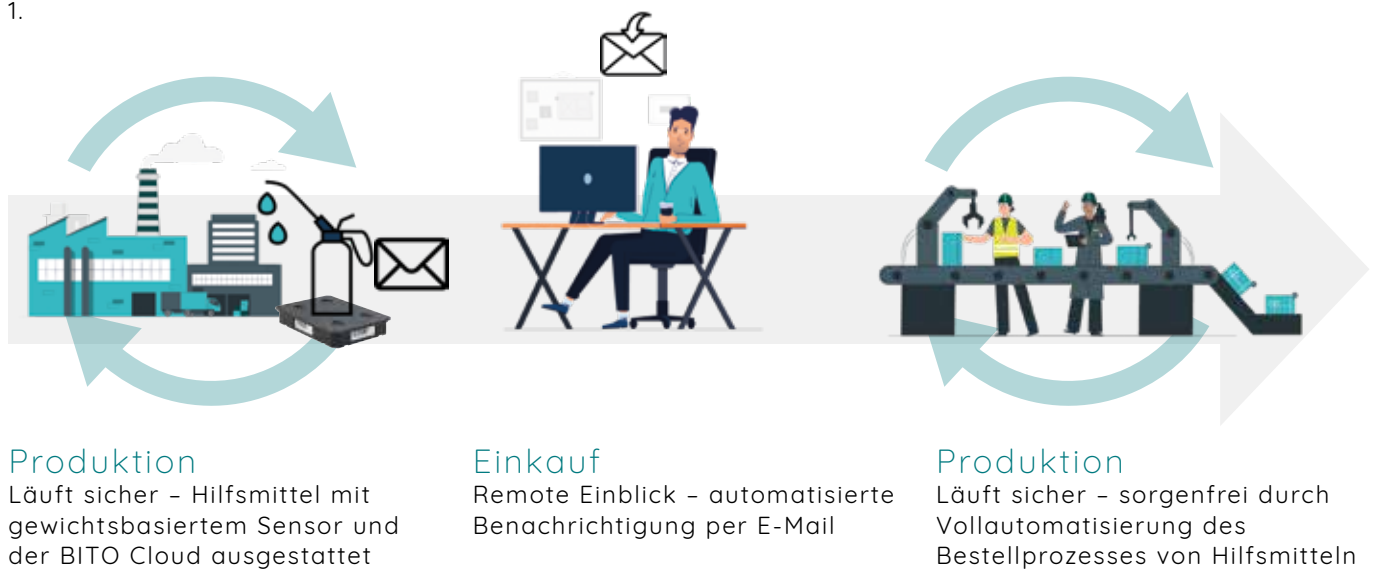 1.
Produktion
Läuft sicher – Hilfsmittel mit
gewichtsbasiertem Sensor und
der BITO Cloud ausgestattet
Einkauf
Remote Einblick – automatisierte
Benachrichtigung per E-Mail
Produktion
Läuft sicher – sorgenfrei durch
Vollautomatisierung des
Bestellprozesses von Hilfsmitteln